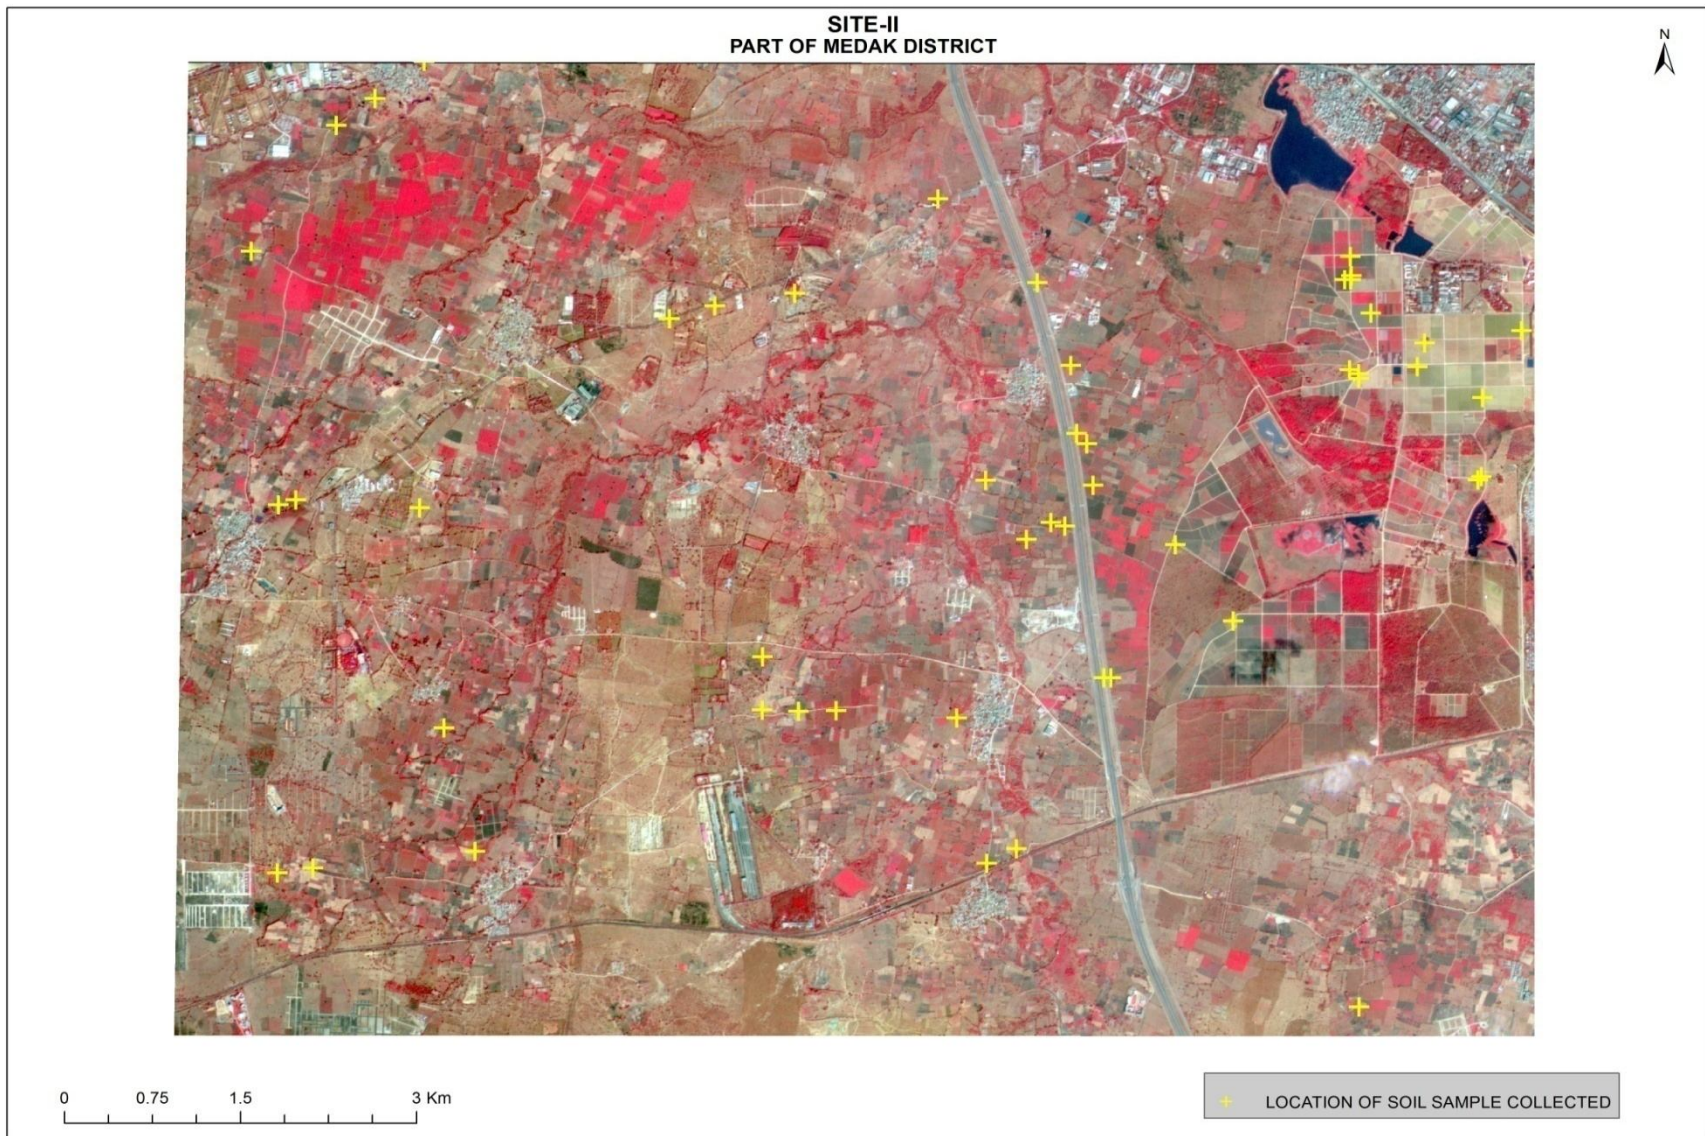 SITE-II
PART OF MEDAK DISTRICT
N
0 0.75 1.5 3 Km
LOCATION OF SOIL SAMPLE COLLECTED